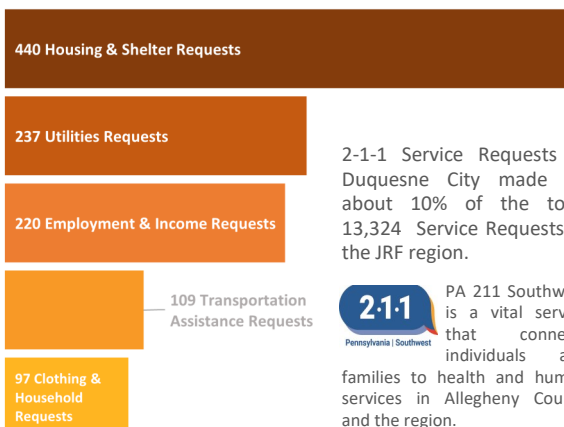 440 Housing & Shelter Requests
237 Utilities Requests
220 Employment & Income Requests
109 Transportation
Assistance Requests
97 Clothing &
Household
Requests
2-1-1 Service Requests
Duquesne City made
about 10% of the
13,324 Service Requests
the JRF region.
2·1·1
Pennsylvania | Southwest
PA 211
is a vital
that
individuals
families to health and
services in Allegheny
and the region.